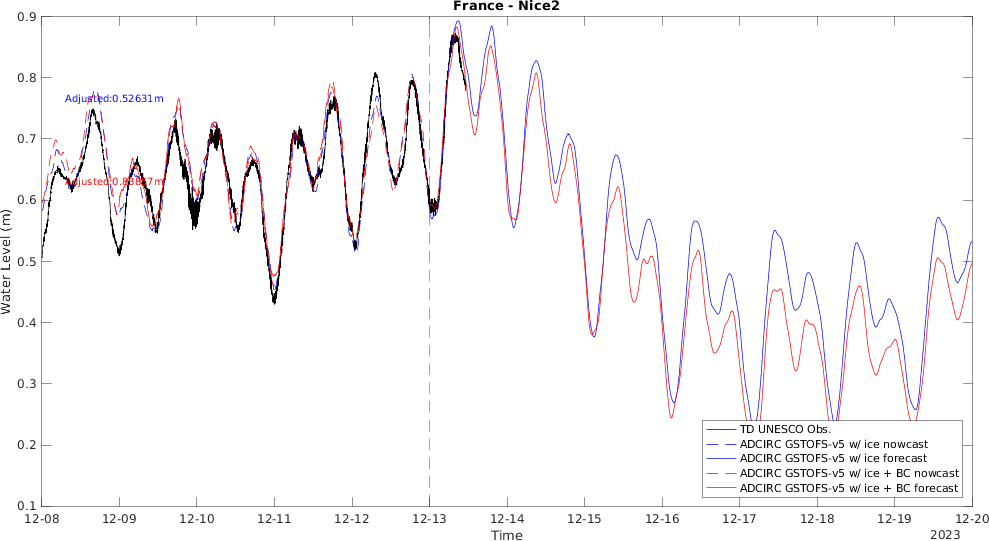 France - Nice2
0.9
0.8
0.7
0.6
0.5
0.4
0.3
0.2
0.1
Water Level (m)
Adjusted:0.52631m
TD UNESCO Obs.
ADCIRC GSTOFS-v5 w/ ice nowcast
ADCIRC GSTOFS-v5 w/ ice forecast
ADCIRC GSTOFS-v5 w/ ice + BC nowcast
ADCIRC GSTOFS-v5 w/ ice + BC forecast
12-08 12-09 12-10 12-11 12-12 12-13 12-14 12-15 12-16 12-17 12-18 12-19 12-20
Time
2023